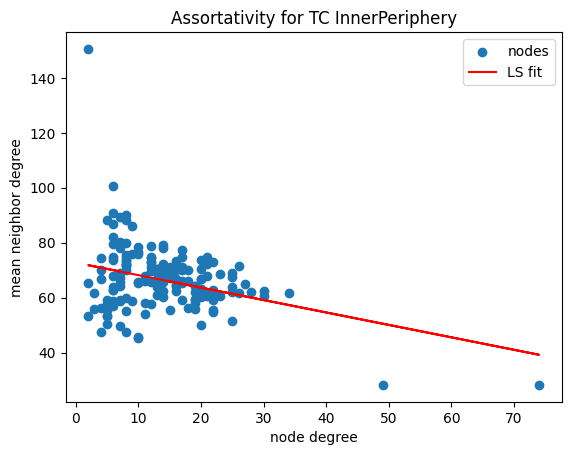 Assortativity for TC InnerPeriphery
nodes
LS fit
mean neighbor degree
140
120
100
80
60
40
0 10 20 30 40 50 60 70
node degree